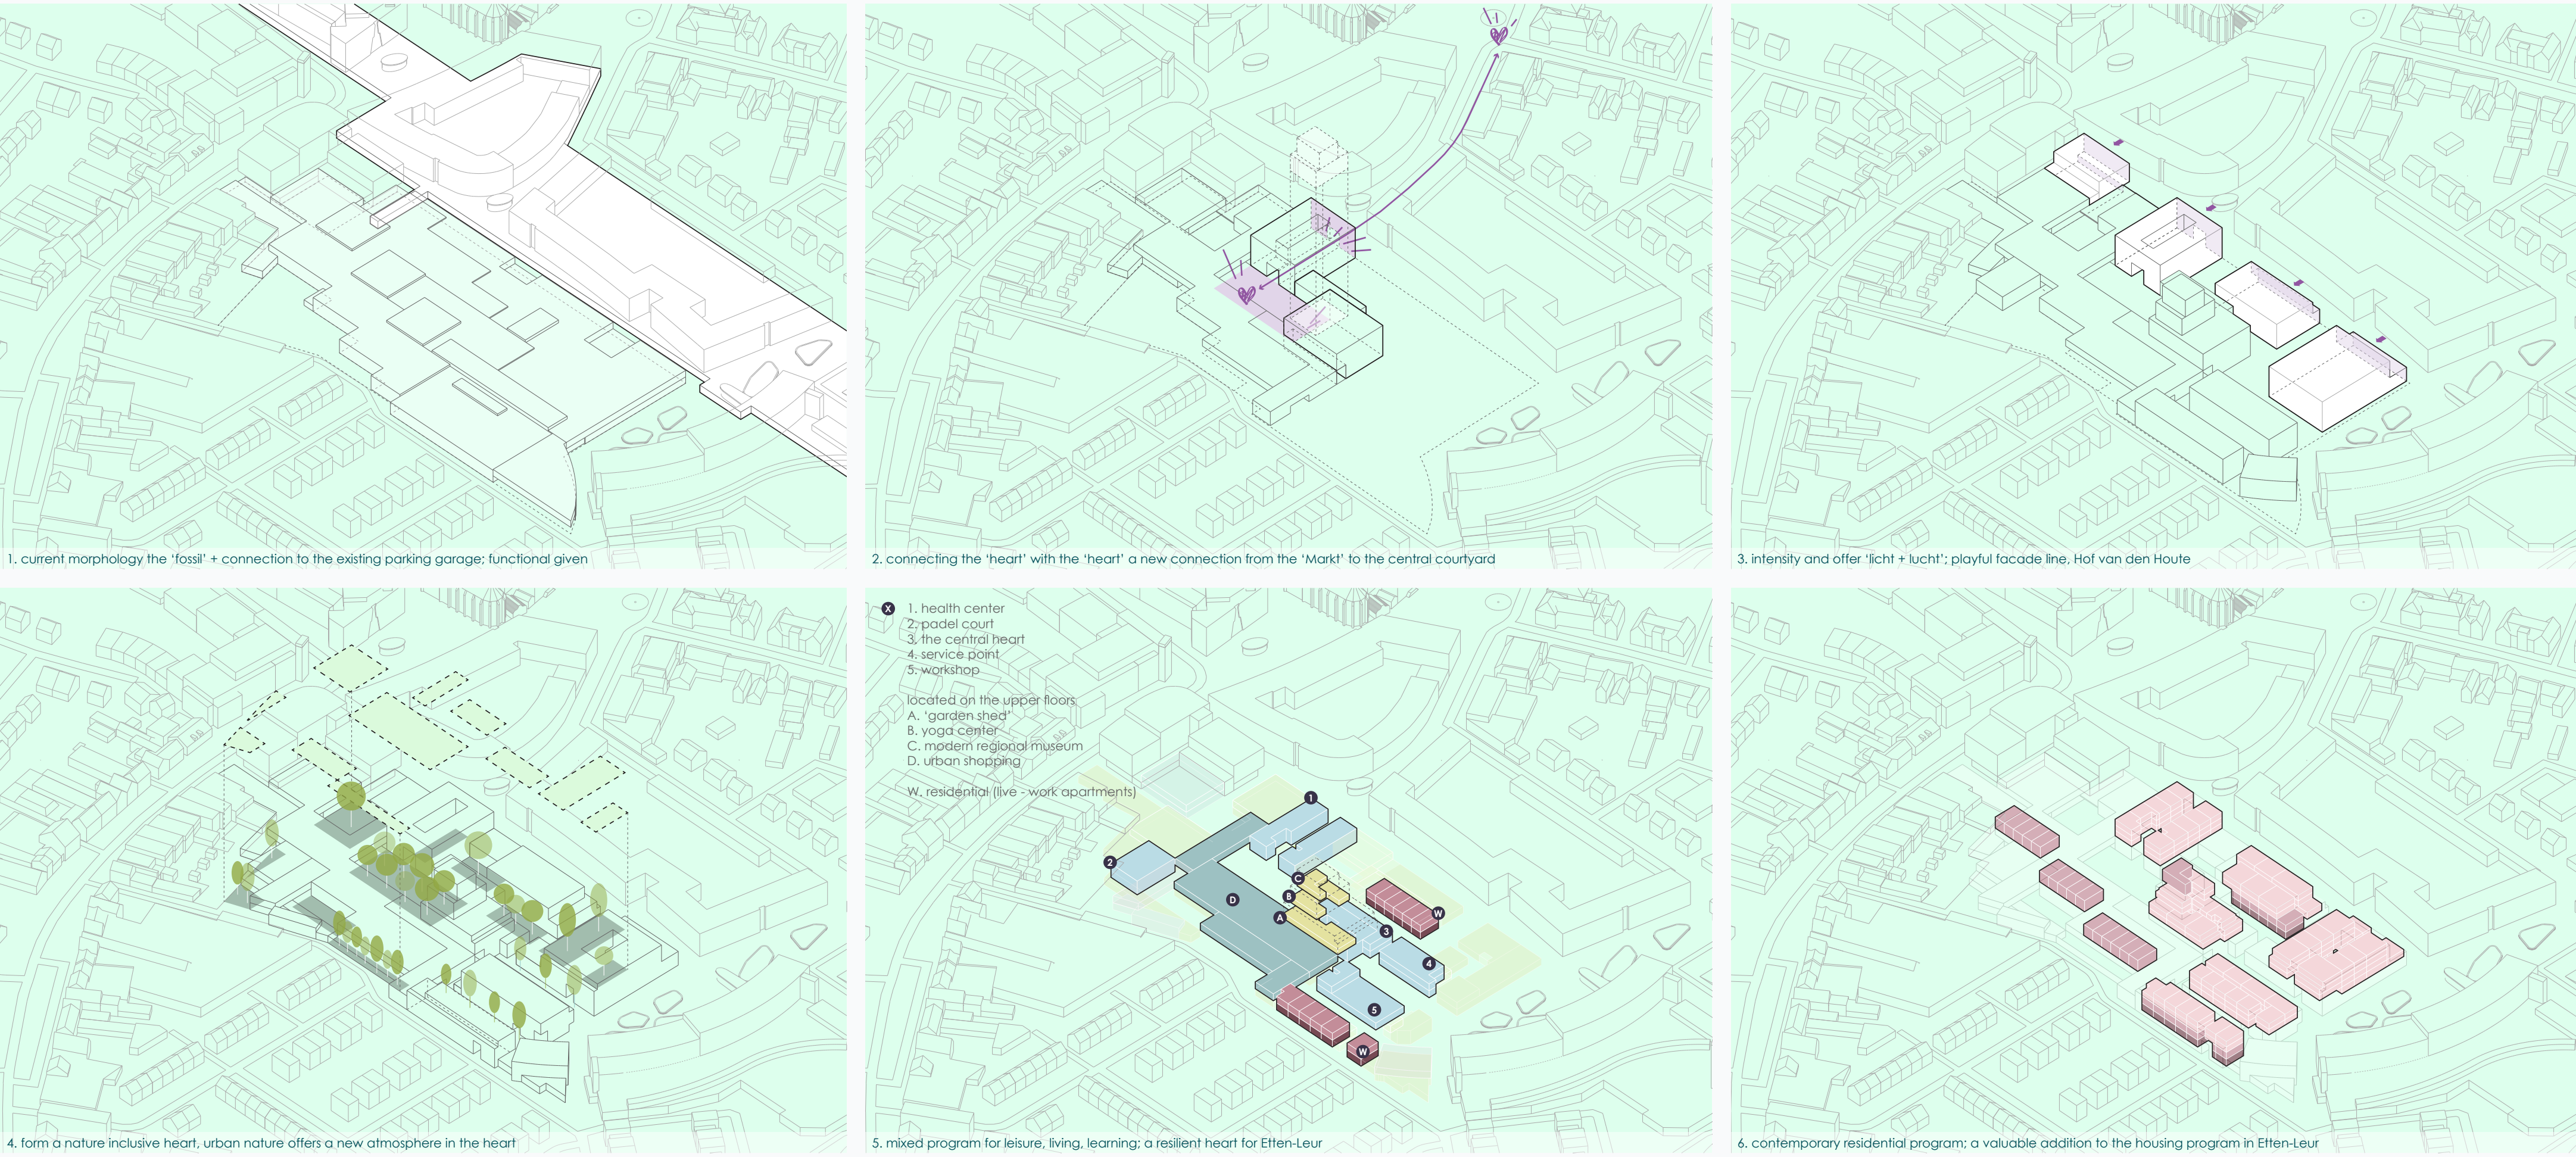 1. current morphology the ‘fossil’ + connection to the existing parking garage; functional given
2. connecting the ‘heart’ with the ‘heart’ a new connection from the ‘Markt’ to the central courtyard
3. intensity and offer ‘licht + lucht’; playful facade line, Hof van den Houte
X
1. health center
2. padel court
3. the central heart
4. service point
5. workshop
located on the upper floors
A. ‘garden shed’
B. yoga center
C. modern regional museum
D. urban shopping
W. residential (live - work apartments)
1
2
C
B
D
A
W
3
4
5
W
4. form a nature inclusive heart, urban nature offers a new atmosphere in the heart
5. mixed program for leisure, living, learning; a resilient heart for Etten-Leur
6. contemporary residential program; a valuable addition to the housing program in Etten-Leur